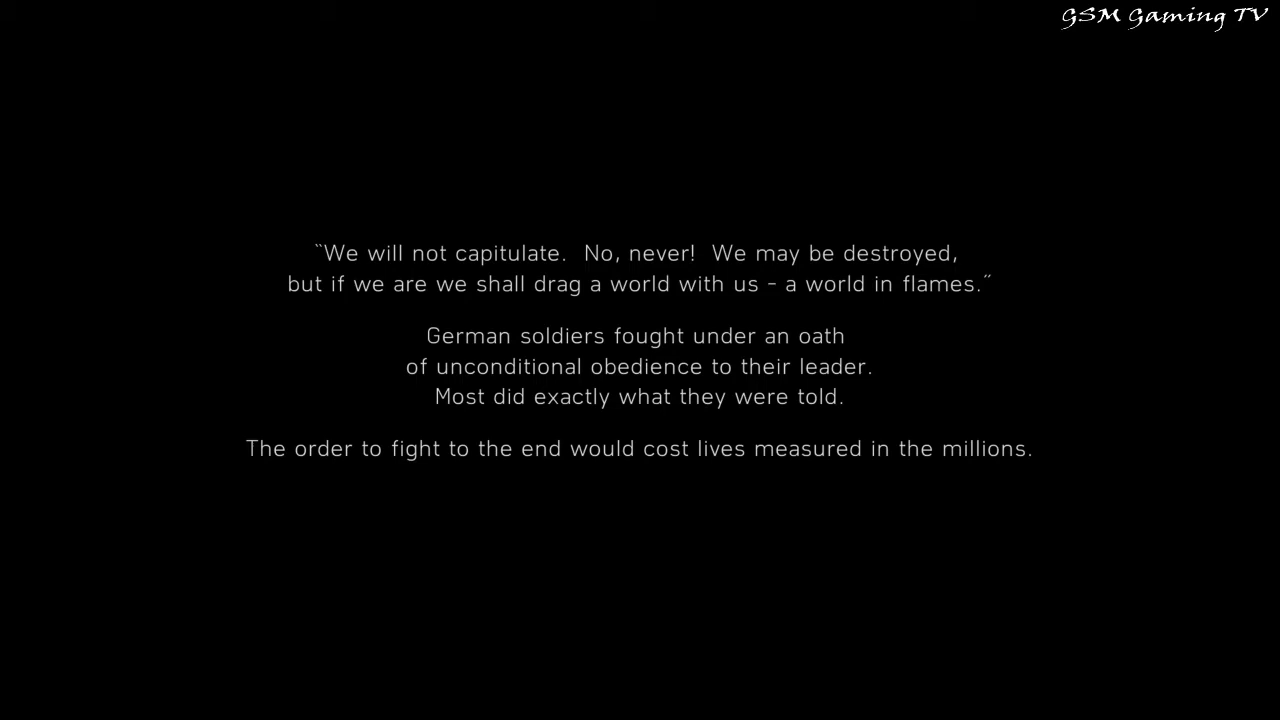 GSM Gaming TV
“We will not capitulate. No, never! We may be destroyed,
but if we are we shall drag a world with us - a world in flames.”
German soldiers fought under an oath
of unconditional obedience to their leader.
Most did exactly what they were told.
The order to fight to the end would cost lives measured in the millions.